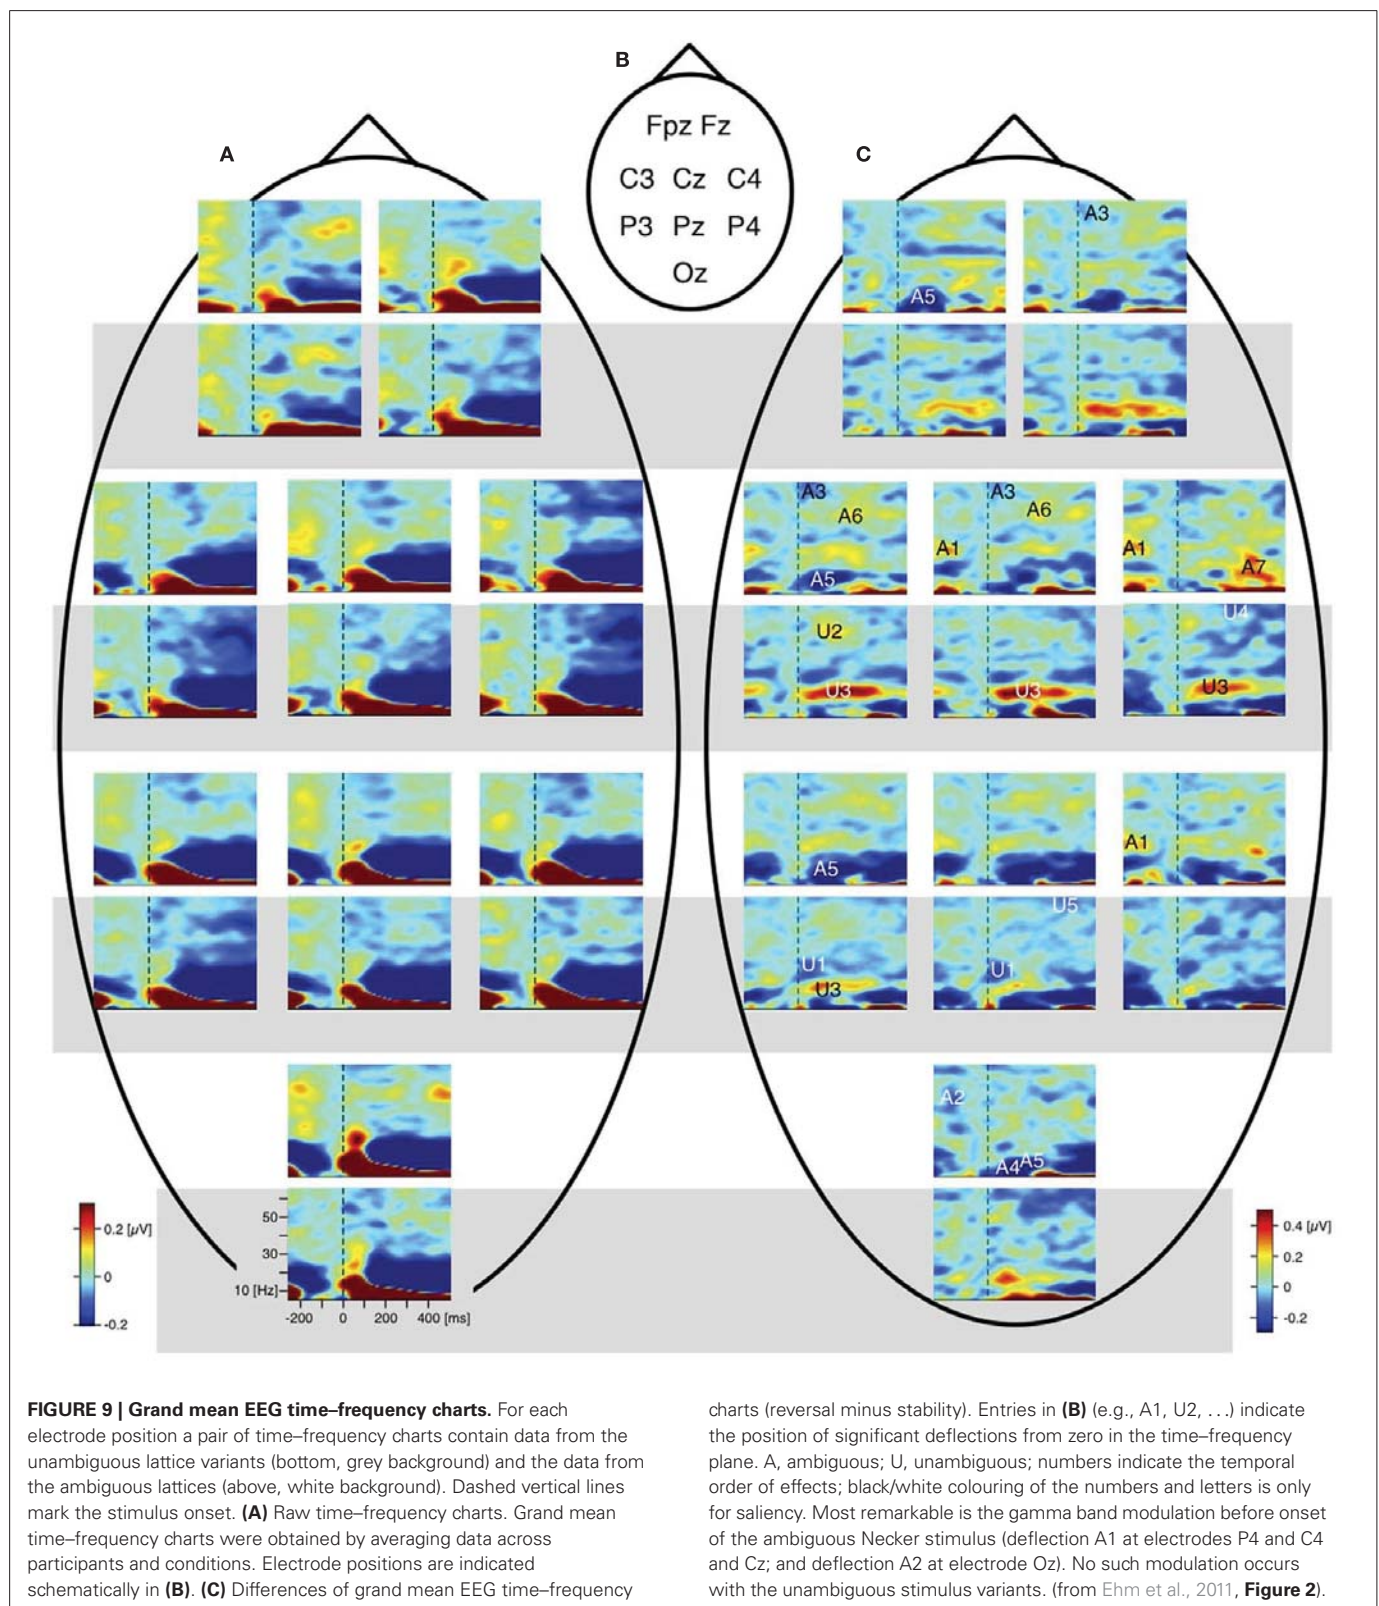 B
Fpz Fz
A
C
C3 Cz C4
P3 Pz P4
Oz
A3
A5
A3
A3
A6
A6
A1
A1
A5
A7
U4
U2
U3
U3
U3
A1
A5
U5
U1
U1
U3
A2
A4 A5
0.2 [µV]
0
-0.2
50
30
10 [Hz]
-200 0 200 400 [ms]
0.4 [µV]
0.2
0
-0.2
FIGURE 9 | Grand mean EEG time–frequency charts. For each
electrode position a pair of time–frequency charts contain data from the
unambiguous lattice variants (bottom, grey background) and the data from
the ambiguous lattices (above, white background). Dashed vertical lines
mark the stimulus onset. (A) Raw time–frequency charts. Grand mean
time–frequency charts were obtained by averaging data across
participants and conditions. Electrode positions are indicated
schematically in (B). (C) Differences of grand mean EEG time–frequency
charts (reversal minus stability). Entries in (B) (e.g., A1, U2, …) indicate
the position of significant deflections from zero in the time–frequency
plane. A, ambiguous; U, unambiguous; numbers indicate the temporal
order of effects; black/white colouring of the numbers and letters is only
for saliency. Most remarkable is the gamma band modulation before onset
of the ambiguous Necker stimulus (deflection A1 at electrodes P4 and C4
and Cz; and deflection A2 at electrode Oz). No such modulation occurs
with the unambiguous stimulus variants. (from Ehm et al., 2011, Figure 2).